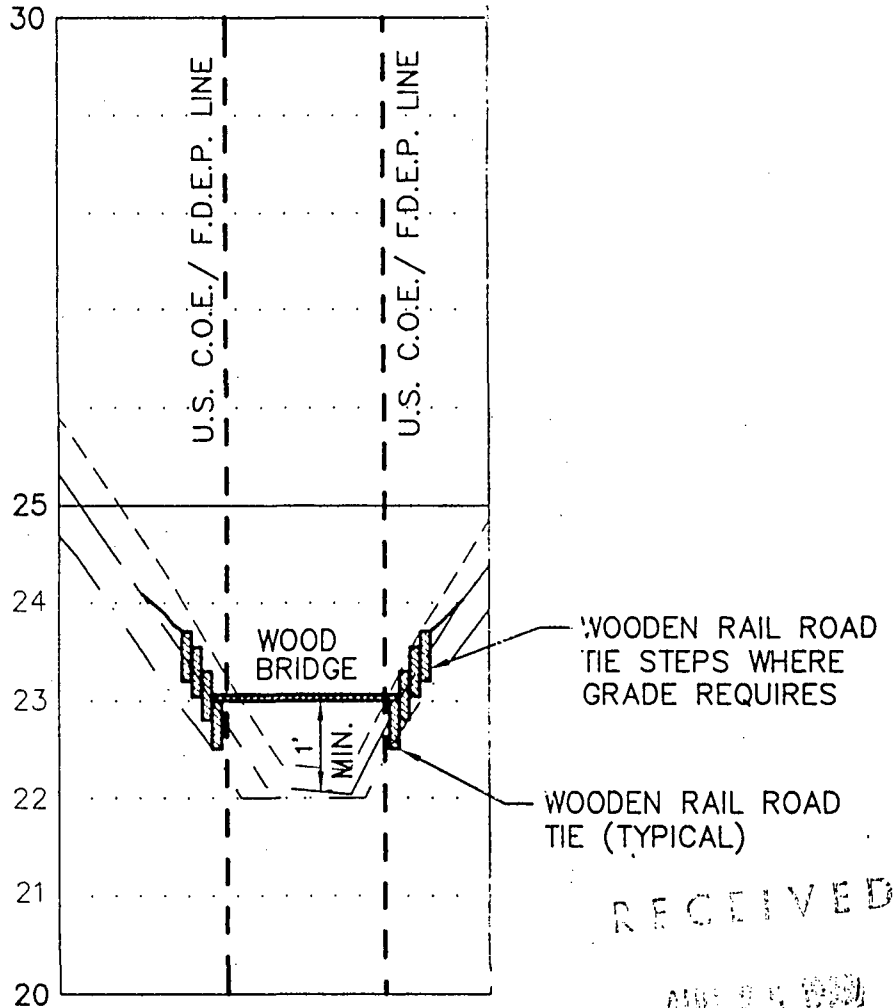 30
U.S. C.O.E./ F.D.E.P. LINE
U.S. C.O.E./ F.D.E.P. LINE
25
24
WOOD
BRIDGE
WOODEN RAIL ROAD
TIE STEPS WHERE
GRADE REQUIRES
23
1'
MIN.
22
WOODEN RAIL ROAD
TIE (TYPICAL)
21
RECEIVED
20